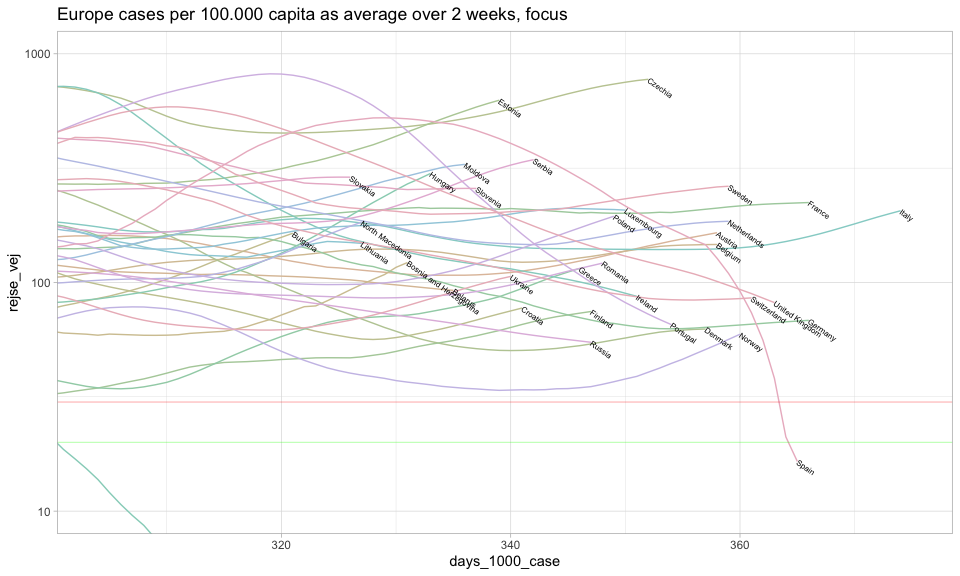 Europe cases per 100.000 capita as average over 2 weeks, focus
1000
Czechia
Estonia
Serbia
Moldova
Slovakia
Hungary
Slovenia
Sweden
France
Italy
Luxembourg
Poland
North Macedonia
Netherlands
Bulgaria
Austria
Lithuania
Belgium
Romania
Bosnia and Herzegovina
Greece
100
Ukraine
Belarus
Ireland
Switzerland
United Kingdom
Croatia
Finland
Germany
Portugal
Denmark
Norway
Russia
rejse_vej
Spain
10
320
340
360
days_1000_case